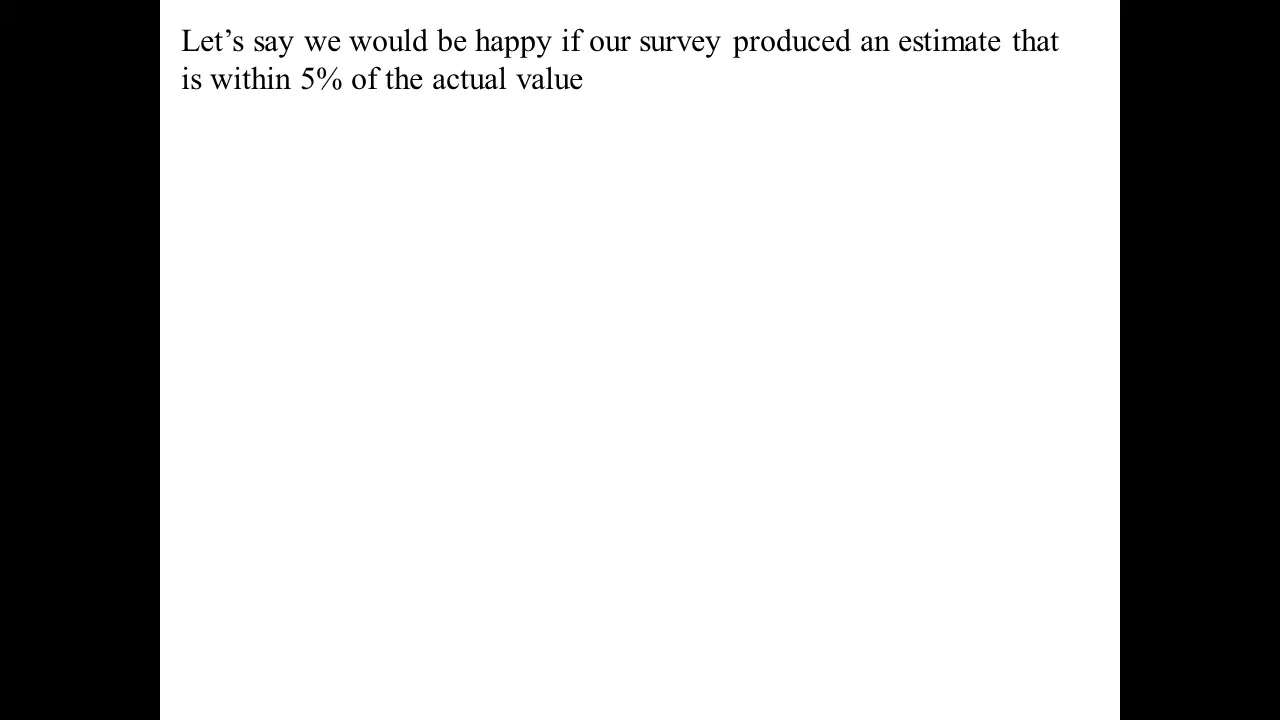 Let’s say we would be happy if our survey produced an estimate that
is within 5% of the actual value